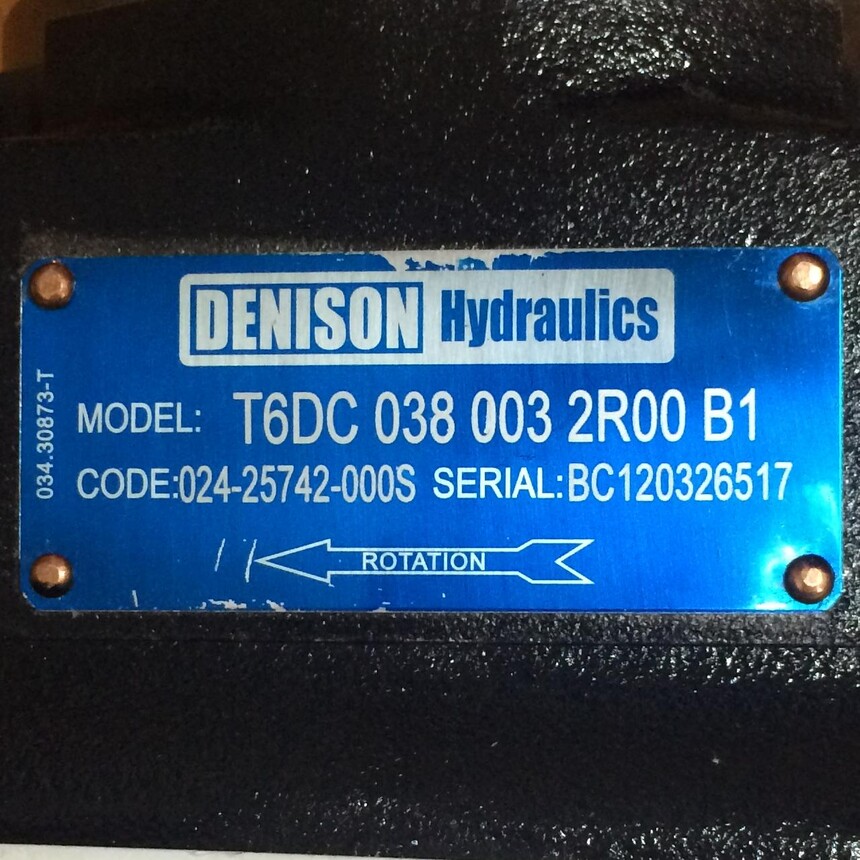 DENISON Hydraulics
034.30873-T
MODEL: T6DC 038 003 2R00 B1
CODE:024-25742-000S SERIAL:BC120326517
ROTATION